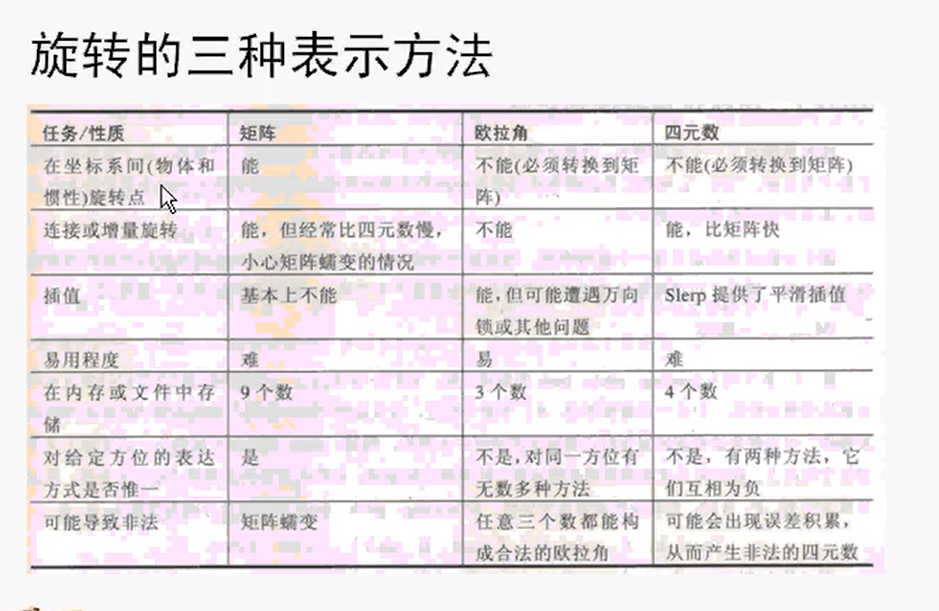 旋转的三种表示方法
任务/性质 矩阵 欧拉角 四元数
在坐标系间(物体和 能 不能(必须转换到矩 不能(必须转换到矩阵)
惯性)旋转点 阵)
连接或增量旋转 能，但经常比四元数慢， 不能 能，比矩阵快
小心矩阵蠕变的情况
插值 基本上不能 能，但可能遭遇万向 Slerp 提供了平滑插值
锁或其他问题
易用程度 难 易 难
在内存或文件中存 9 个数 3 个数 4 个数
储
对给定方位的表达 是 不是，对同一方位有 不是，有两种方法，它
方式是否惟一 无数多种方法 们互相为负
可能导致非法 矩阵蠕变 任意三个数都能构 可能会出现误差积累，
成合法的欧拉角 从而产生非法的四元数